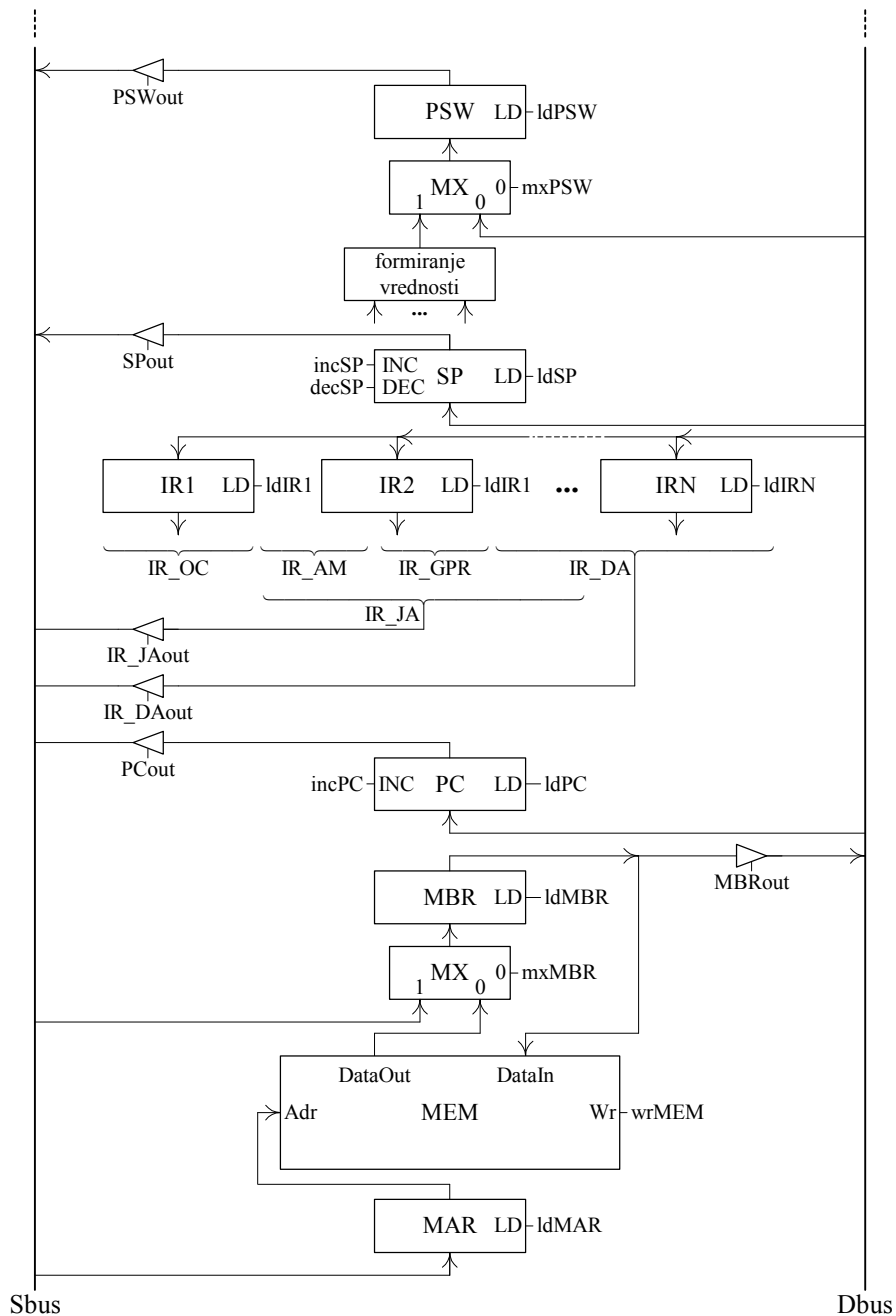 PSWout
PSW LD ldPSW
MX 0 mxPSW
1 0
formiranje
vrednosti
...
SPout
incSP INC SP LD ldSP
decSP DEC
IR1 LD ldIR1 IR2 LD ldIR1 ... IRN LD ldIRN
IR_OC IR_AM IR_GPR IR_DA
IR_JA
IR_JAout
IR_DAout
PCout
incPC INC PC LD ldPC
MBRout
MBR LD ldMBR
MX 0 mxMBR
1 0
DataOut DataIn
Adr MEM Wr wrMEM
MAR LD ldMAR
Sbus Dbus